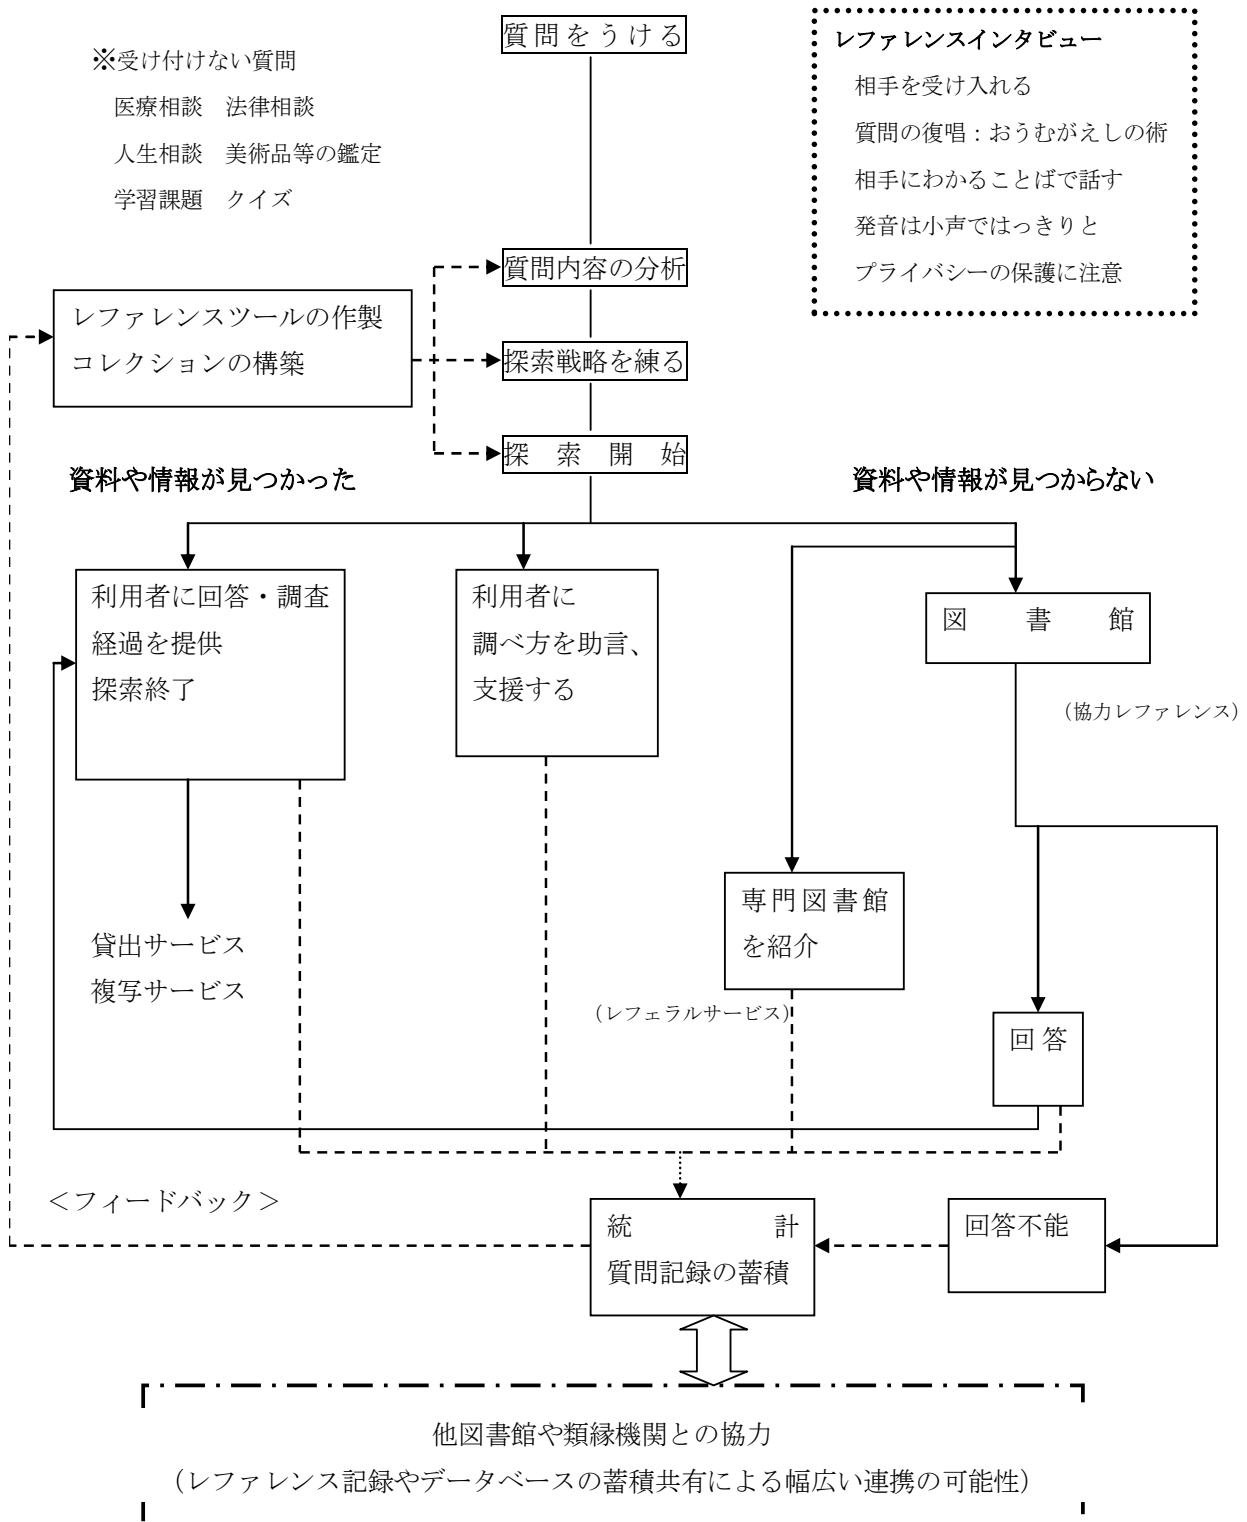 質問をうける
※受け付けない質問
医療相談　法律相談
人生相談　美術品等の鑑定
学習課題　クイズ
レファレンスインタビュー
相手を受け入れる
質問の復唱：おうむがえしの術
相手にわかることばで話す
発音は小声ではっきりと
プライバシーの保護に注意
質問内容の分析
レファレンスツールの作製
コレクションの構築
探索戦略を練る
探　索　開　始
資料や情報が見つかった
資料や情報が見つからない
利用者に回答・調査
経過を提供
探索終了
利用者に
調べ方を助言、
支援する
図　書　館
（協力レファレンス）
専門図書館
を紹介
（レフェラルサービス）
貸出サービス
複写サービス
回答
＜フィードバック＞
統　計
質問記録の蓄積
回答不能
他図書館や類縁機関との協力
（レファレンス記録やデータベースの蓄積共有による幅広い連携の可能性）